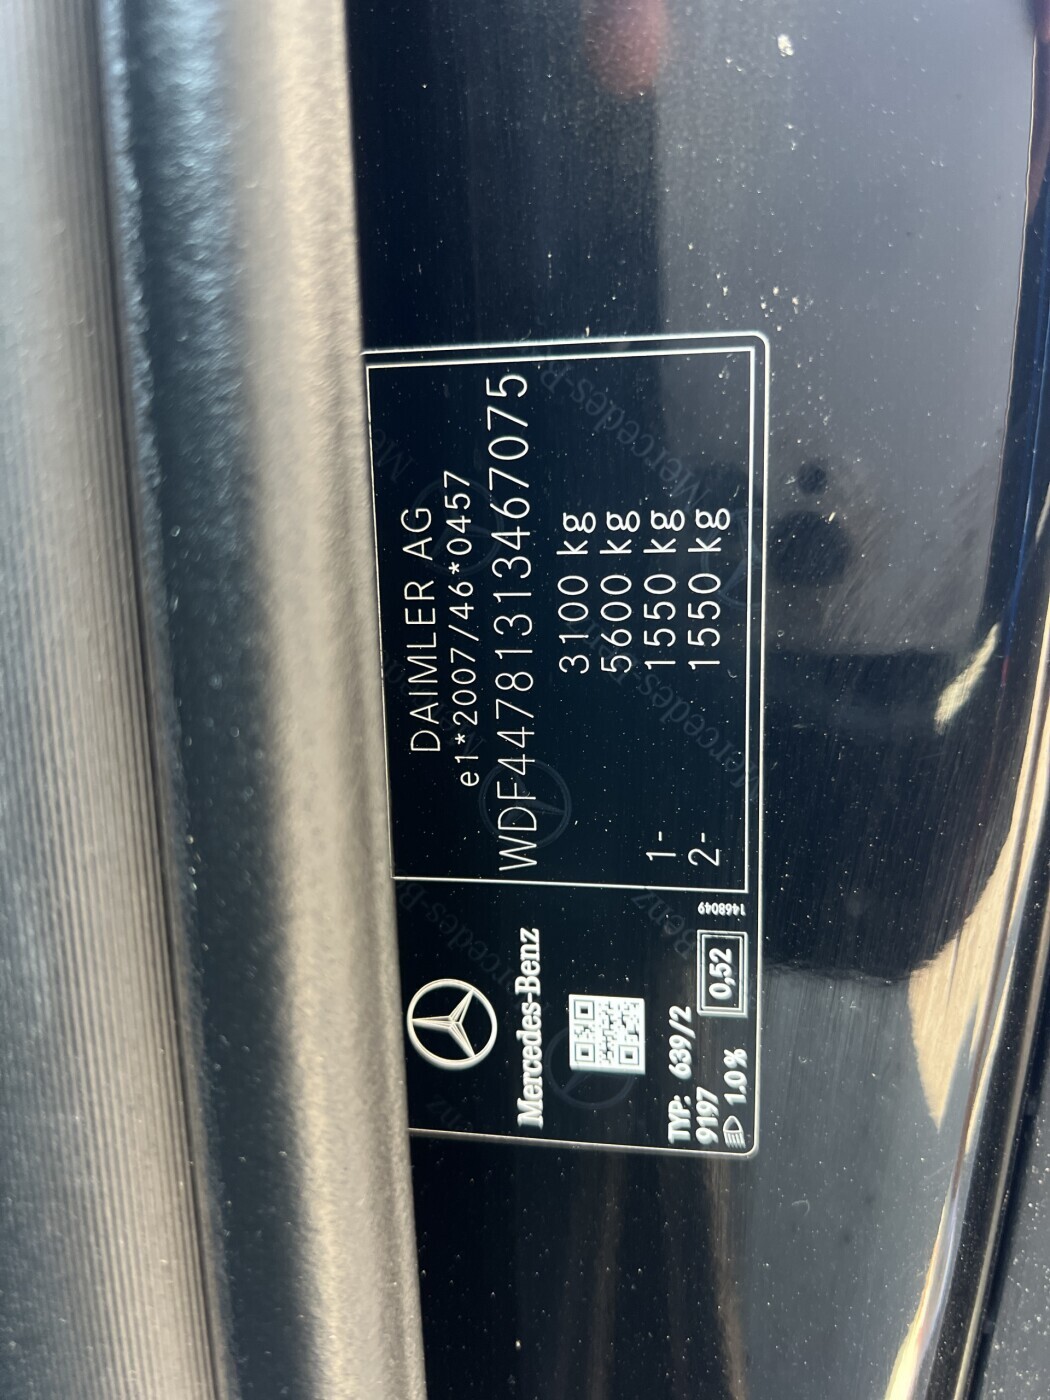 DAIMLER AG
e1*2007/46*0457
WDF44781313467075
3100 kg
5600 kg
1- 1550 kg
2- 1550 kg
Mercedes-Benz
TYP: 639/2
9197
1.0 %
0,52
1468049